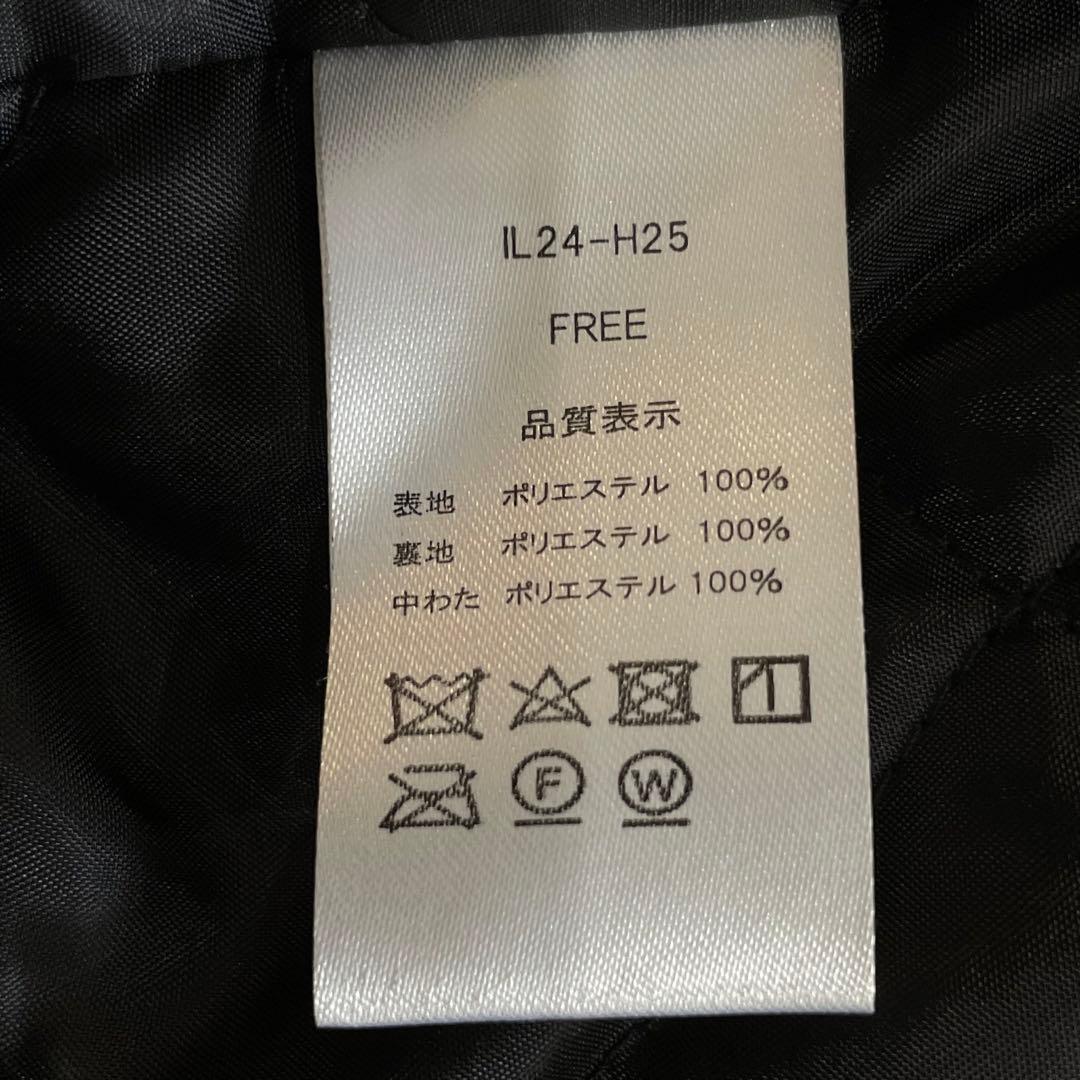 IL24-H25
FREE
品質表示
表地 ポリエステル 100%
裏地 ポリエステル 100%
中わた ポリエステル 100%
F W